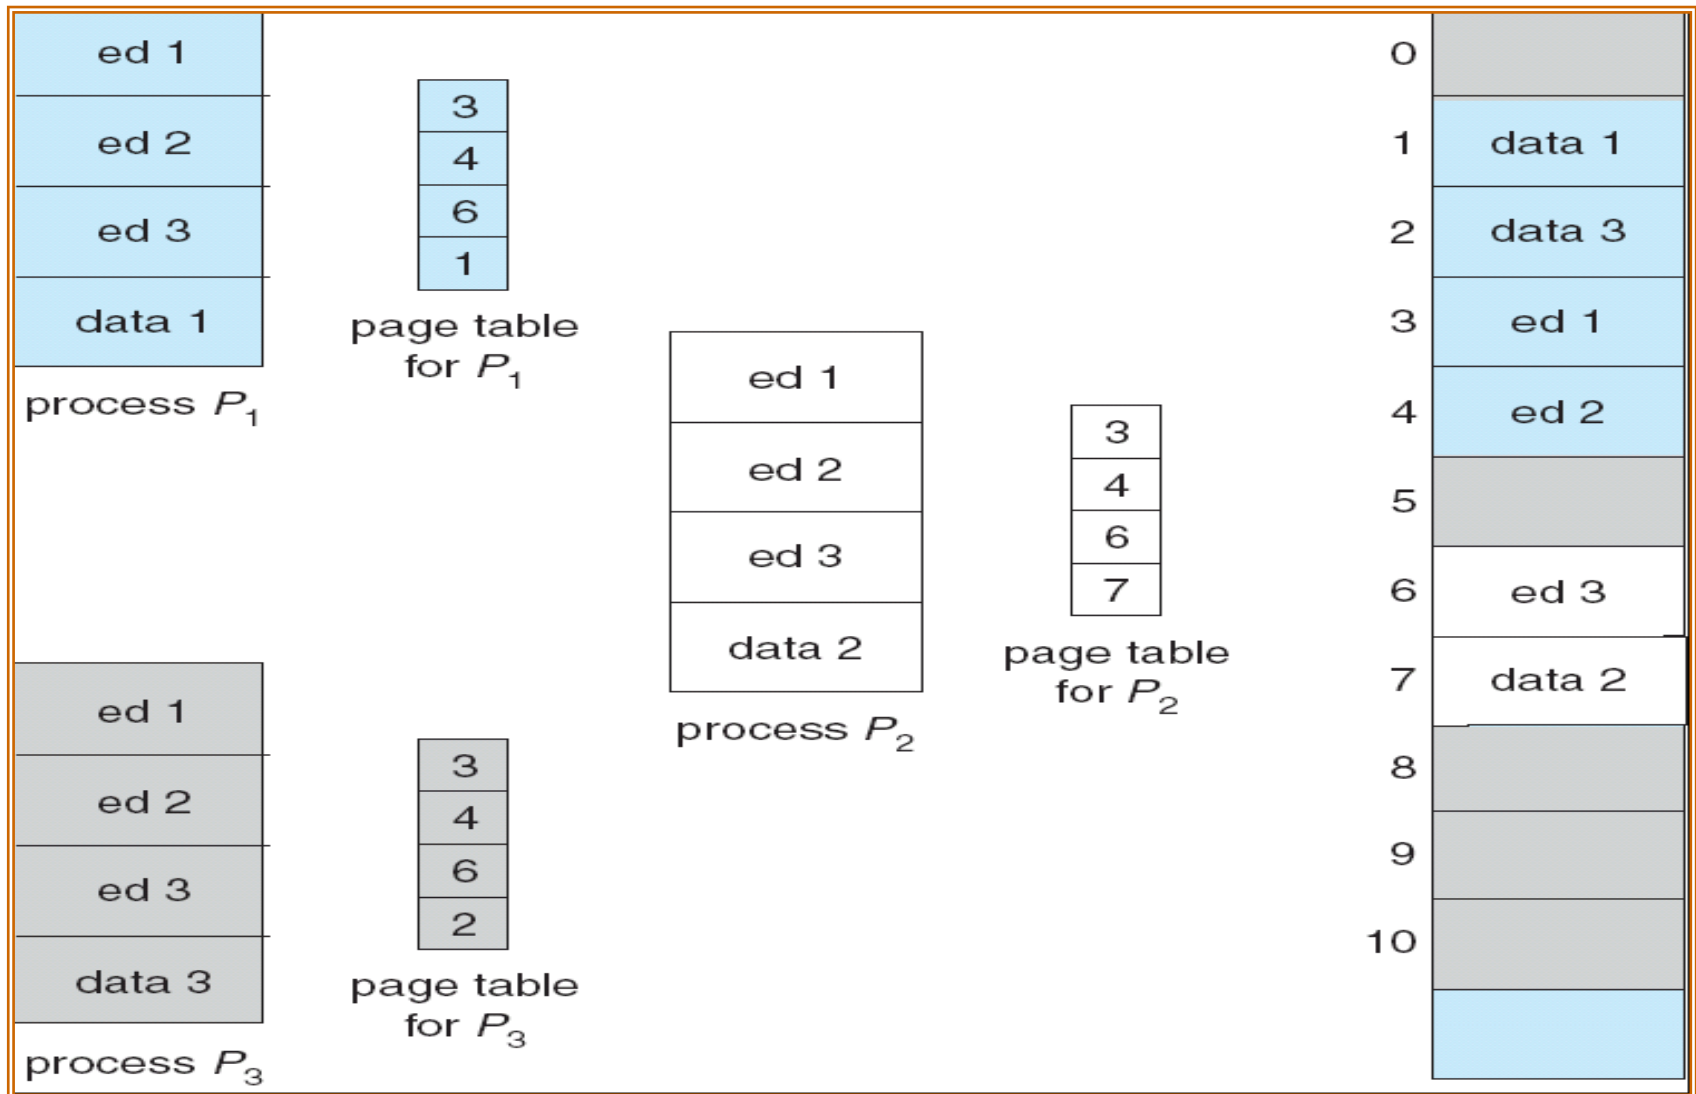 ed 1
ed 2
ed 3
data 1
process P1
3
4
6
1
page table
for P1
ed 1
ed 2
ed 3
data 2
process P2
3
4
6
7
page table
for P2
ed 1
ed 2
ed 3
data 3
process P3
3
4
6
2
page table
for P3
0
1 data 1
2 data 3
3 ed 1
4 ed 2
5
6 ed 3
7 data 2
8
9
10